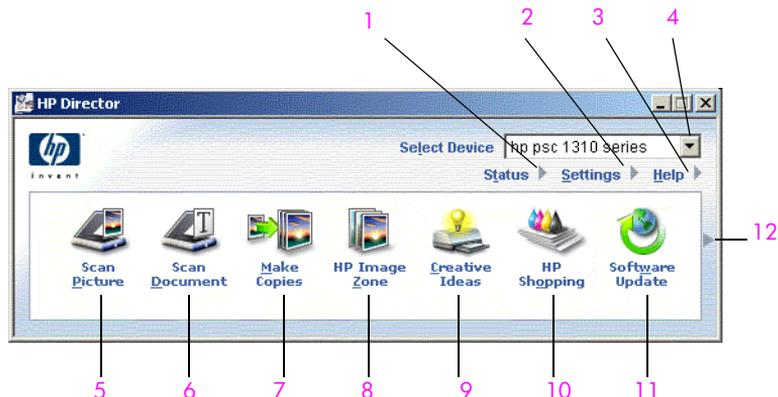 1 2 3 4
HP Director
hp
invent
Select Device hp psc 1310 series
Status Settings Help
12
Scan Picture
Scan Document
Make Copies
HP Image Zone
Creative Ideas
HP Shopping
Software Update
5 6 7 8 9 10 11